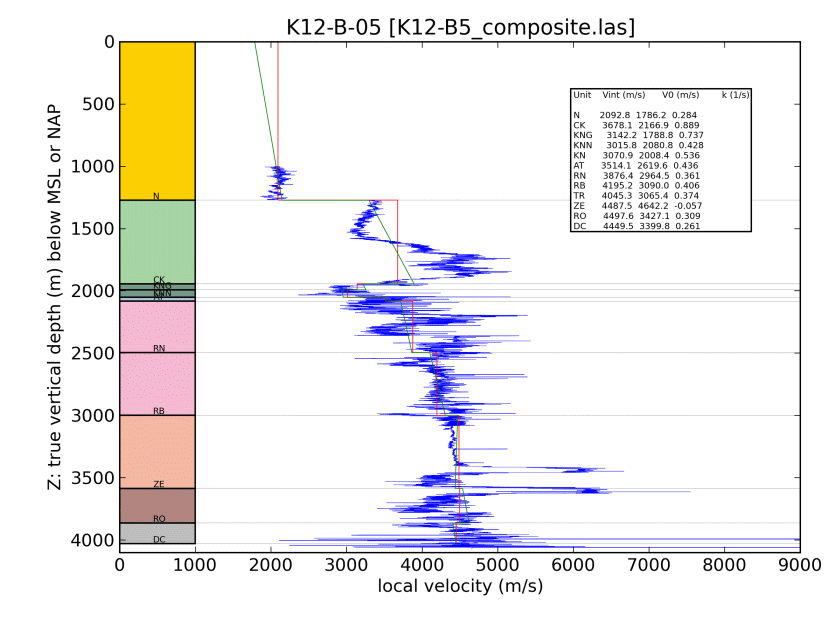 K12-B-05 [K12-B5_composite.las]
Z: true vertical depth (m) below MSL or NAP
0
500
1000
1500
2000
2500
3000
3500
4000
N
CK
KNG
KNN
RN
RB
ZE
RO
DC
Unit Vint (m/s) V0 (m/s) k (1/s)
N 2092.8 1786.2 0.284
CK 3678.1 2166.9 0.889
KNG 3142.2 1788.8 0.737
KNN 3015.8 2080.8 0.428
KN 3070.9 2008.4 0.536
AT 3514.1 2619.6 0.436
RN 3876.4 2964.5 0.361
RB 4195.2 3090.0 0.406
TR 4045.3 3065.4 0.374
ZE 4487.5 4642.2 -0.057
RO 4497.6 3427.1 0.309
DC 4449.5 3399.8 0.261
0 1000 2000 3000 4000 5000 6000 7000 8000 9000
local velocity (m/s)